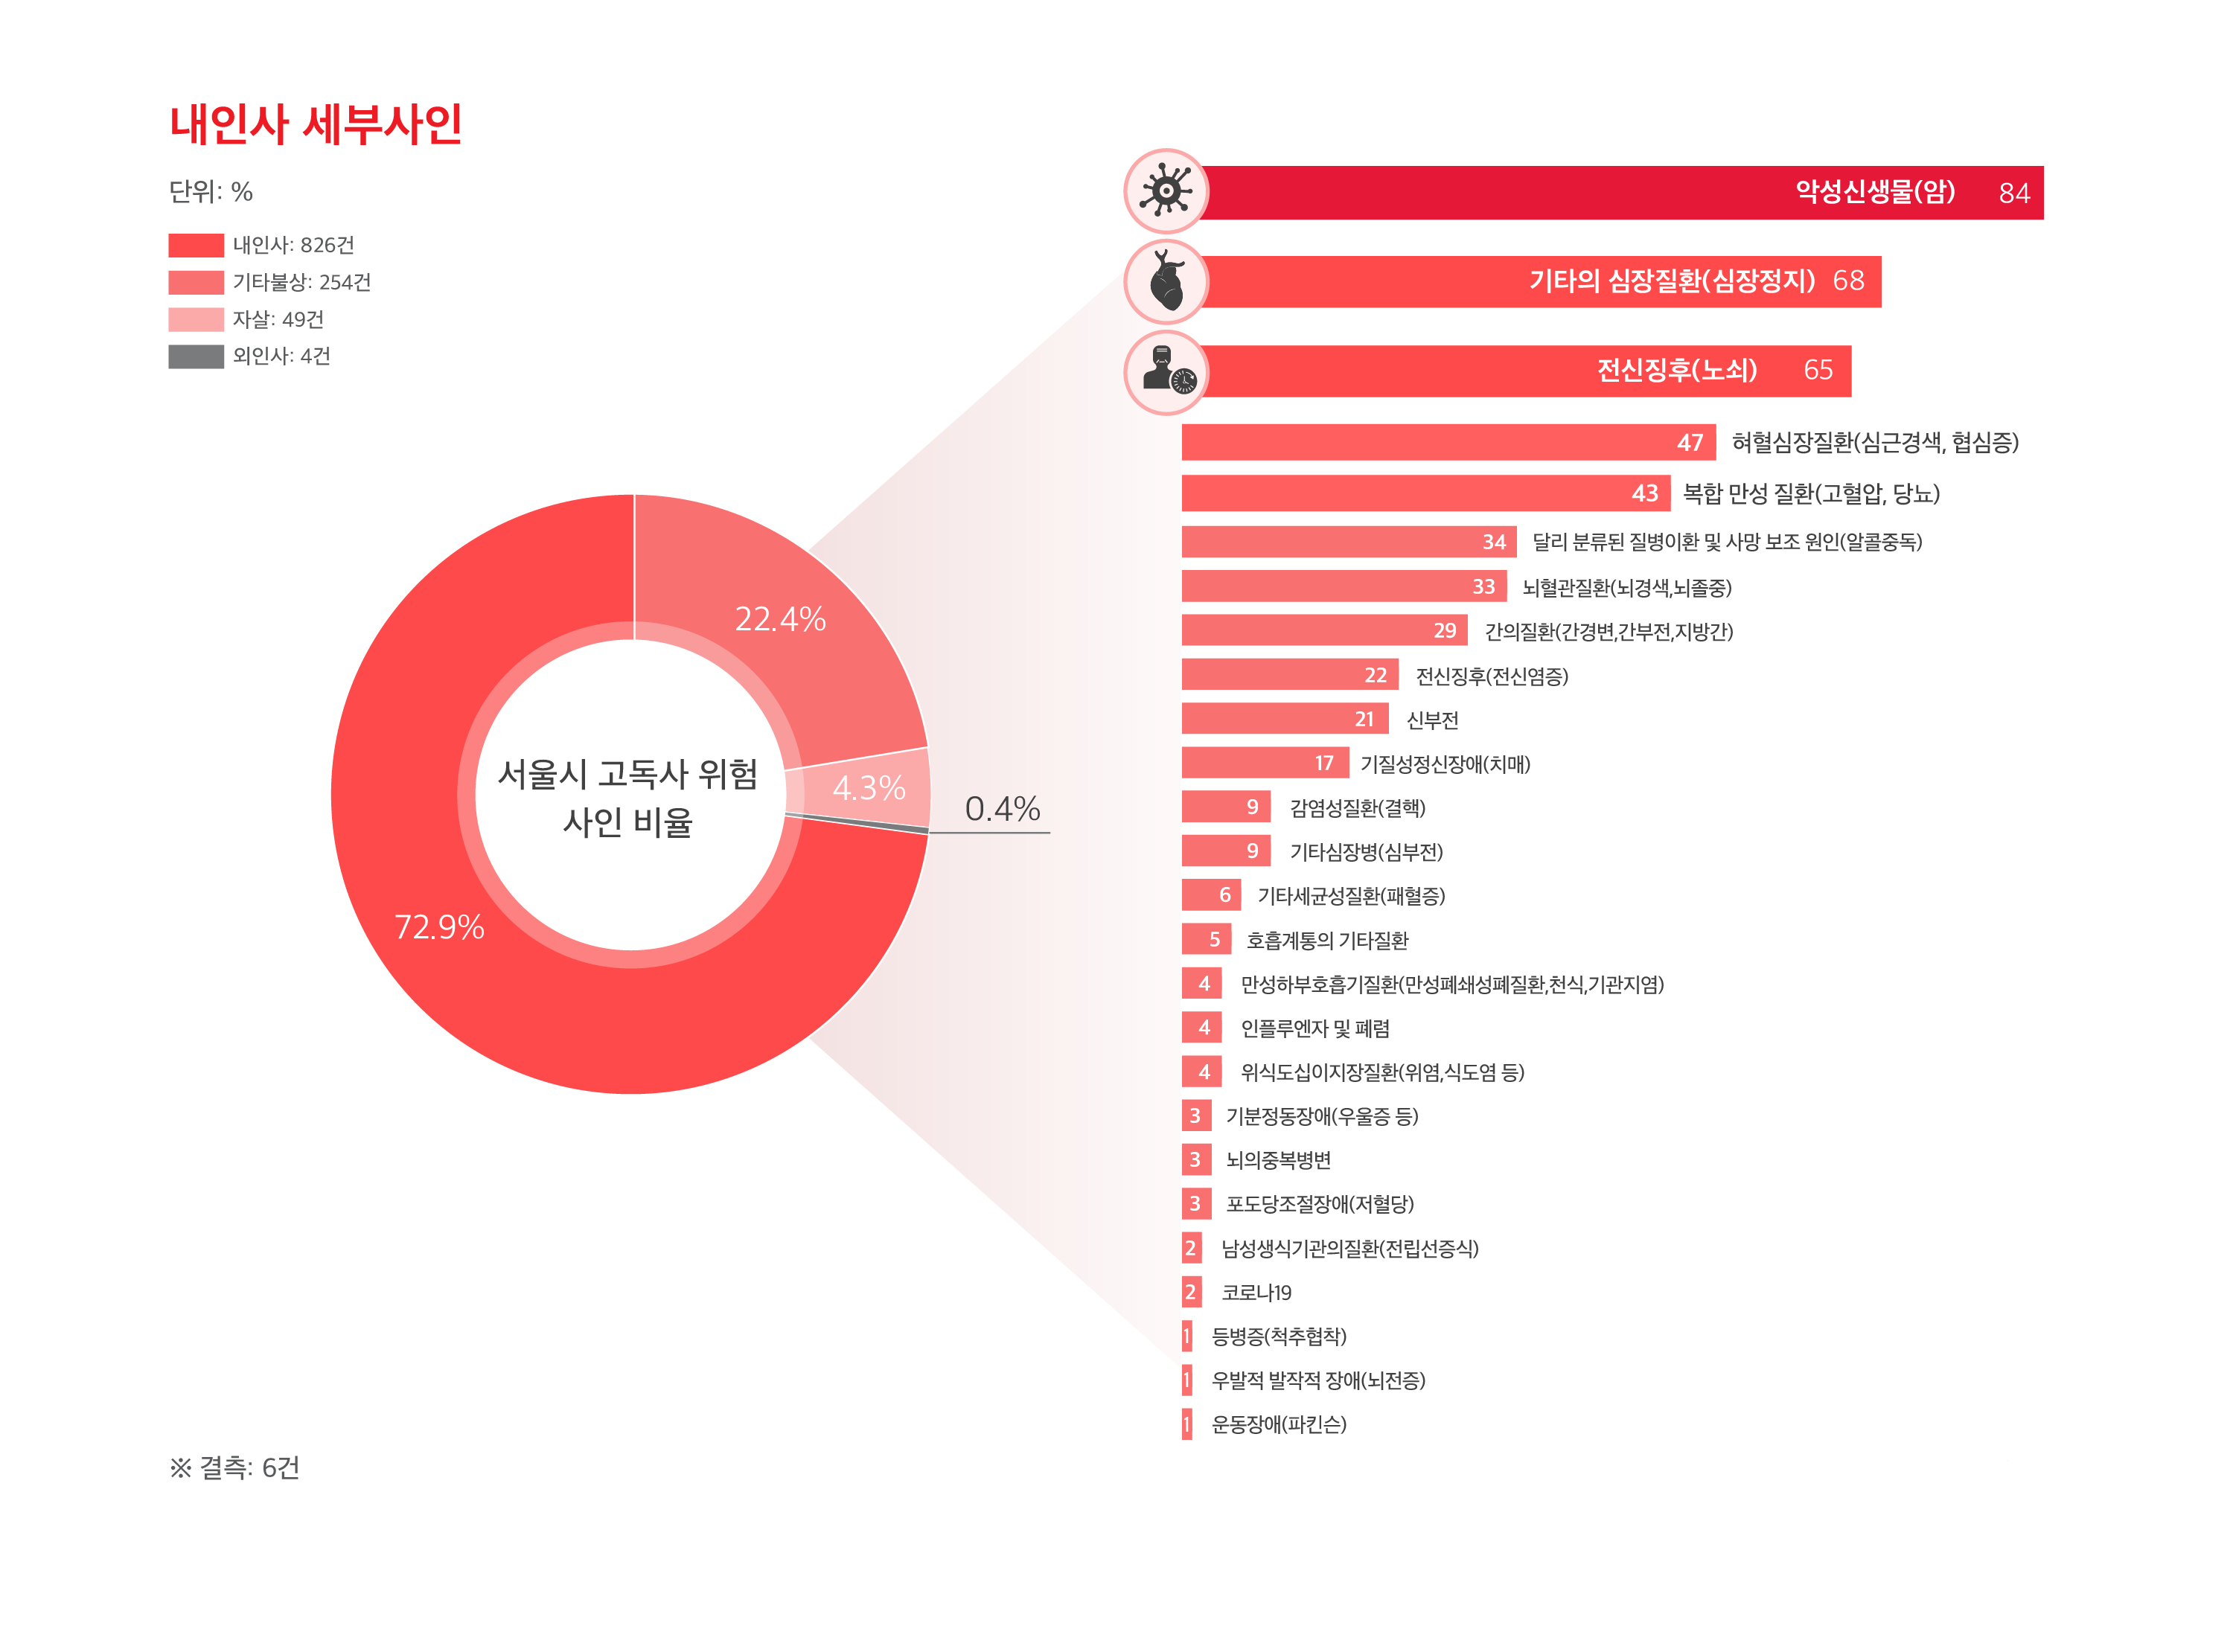 내인사 세부사인
단위: %
내인사: 826건
기타불상: 254건
자살: 49건
외인사: 4건
22.4%
4.3%
0.4%
72.9%
서울시 고독사 위험
사인 비율
악성신생물(암) 84
기타의 심장질환(심장정지) 68
전신징후(노쇠) 65
47 혀혈심장질환(심근경색, 협심증)
43 복합 만성 질환(고혈압, 당뇨)
34 달리 분류된 질병이환 및 사망 보조 원인(알콜중독)
33 뇌혈관질환(뇌경색,뇌졸중)
29 간의질환(간경변,간부전,지방간)
22 전신징후(전신염증)
21 신부전
17 기질성정신장애(치매)
9 감염성질환(결핵)
9 기타심장병(심부전)
6 기타세균성질환(패혈증)
5 호흡계통의 기타질환
4 만성하부호흡기질환(만성폐쇄성폐질환,천식,기관지염)
4 인플루엔자 및 폐렴
4 위식도십이지장질환(위염,식도염 등)
3 기분정동장애(우울증 등)
3 뇌의중복병변
3 포도당조절장애(저혈당)
2 남성생식기관의질환(전립선증식)
2 코로나19
1 등병증(척추협착)
1 우발적 발작적 장애(뇌전증)
1 운동장애(파킨슨)
※ 결측: 6건